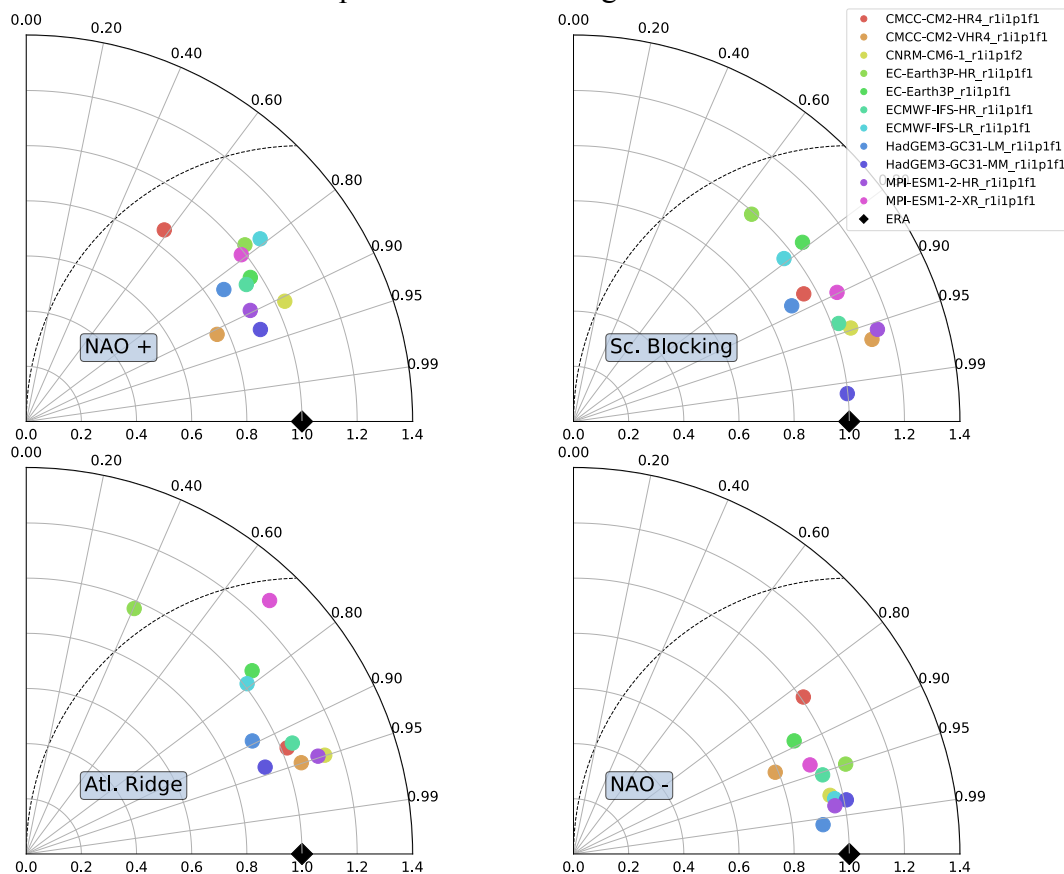 0.00
0.20
0.40
0.60
0.80
0.90
0.95
0.99
NAO +
0.0 0.2 0.4 0.6 0.8 1.0 1.2 1.4
0.00
0.20
0.40
0.60
0.90
0.95
0.99
Sc. Blocking
0.0 0.2 0.4 0.6 0.8 1.0 1.2 1.4
CMCC-CM2-HR4_r1i1p1f1
CMCC-CM2-VHR4_r1i1p1f1
CNRM-CM6-1_r1i1p1f2
EC-Earth3P-HR_r1i1p1f1
EC-Earth3P_r1i1p1f1
ECMWF-IFS-HR_r1i1p1f1
ECMWF-IFS-LR_r1i1p1f1
HadGEM3-GC31-LM_r1i1p1f1
HadGEM3-GC31-MM_r1i1p1f1
MPI-ESM1-2-HR_r1i1p1f1
MPI-ESM1-2-XR_r1i1p1f1
ERA
0.00
0.20
0.40
0.60
0.80
0.90
0.95
0.99
Atl. Ridge
0.0 0.2 0.4 0.6 0.8 1.0 1.2 1.4
0.00
0.20
0.40
0.60
0.80
0.90
0.95
0.99
NAO -
0.0 0.2 0.4 0.6 0.8 1.0 1.2 1.4